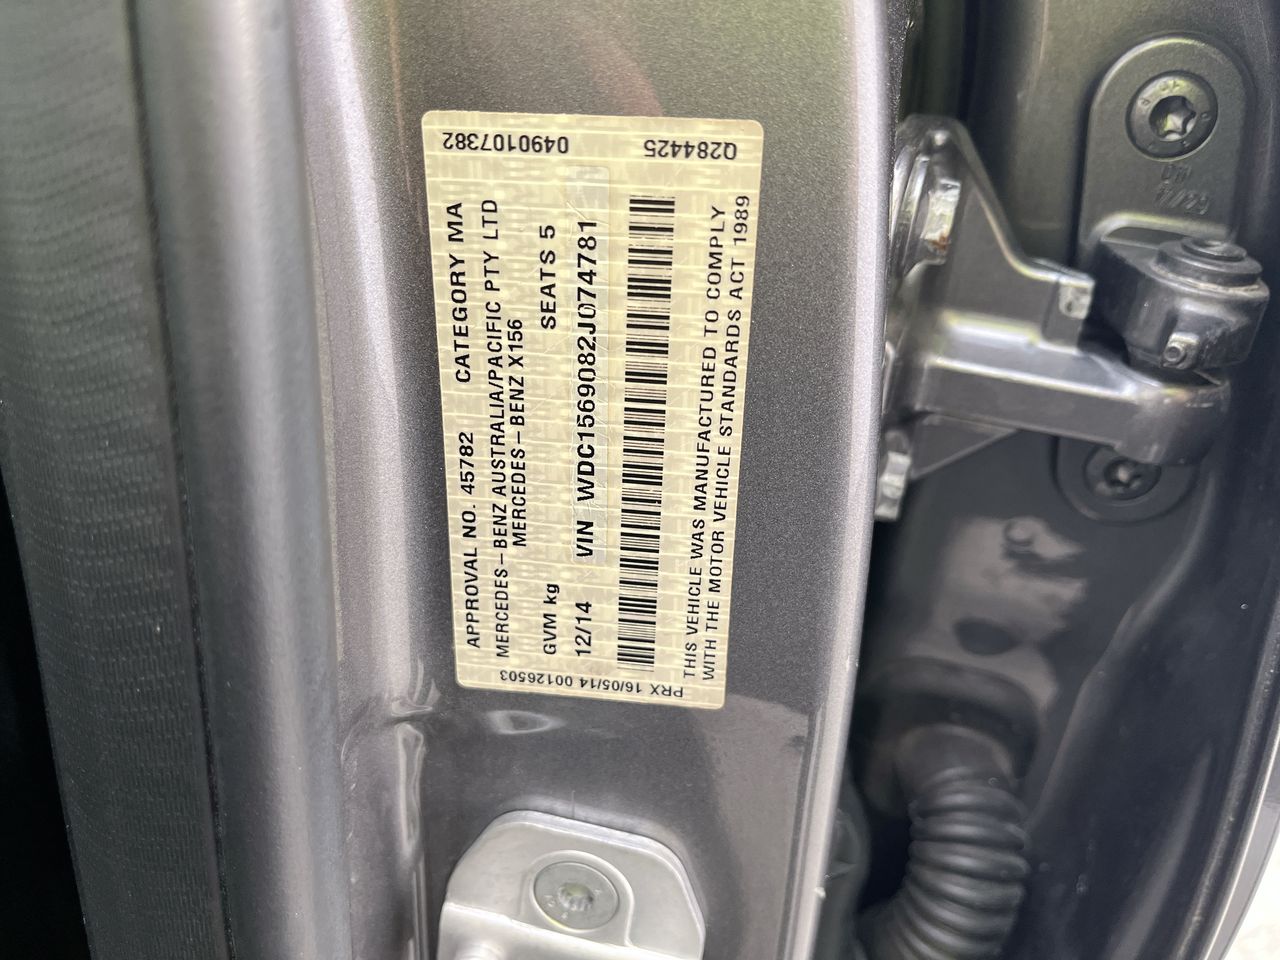 APPROVAL NO. 45782 CATEGORY MA
MERCEDES-BENZ AUSTRALIA/PACIFIC PTY LTD
MERCEDES-BENZ X156
GVM kg SEATS 5
12/14 VIN WDC1569082J074781
THIS VEHICLE WAS MANUFACTURED TO COMPLY
WITH THE MOTOR VEHICLE STANDARDS ACT 1989
PRX 16/05/14 00126503
0490107382 Q284425